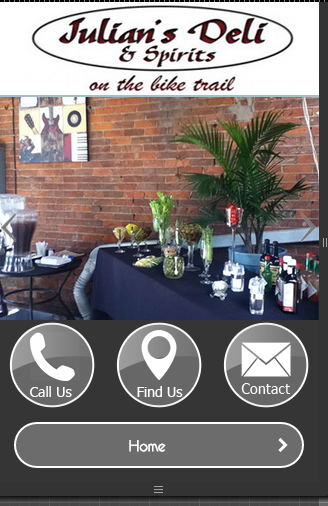 Julian's Deli
& Spirits
on the bike trail
Call Us
Find Us
Contact
Home